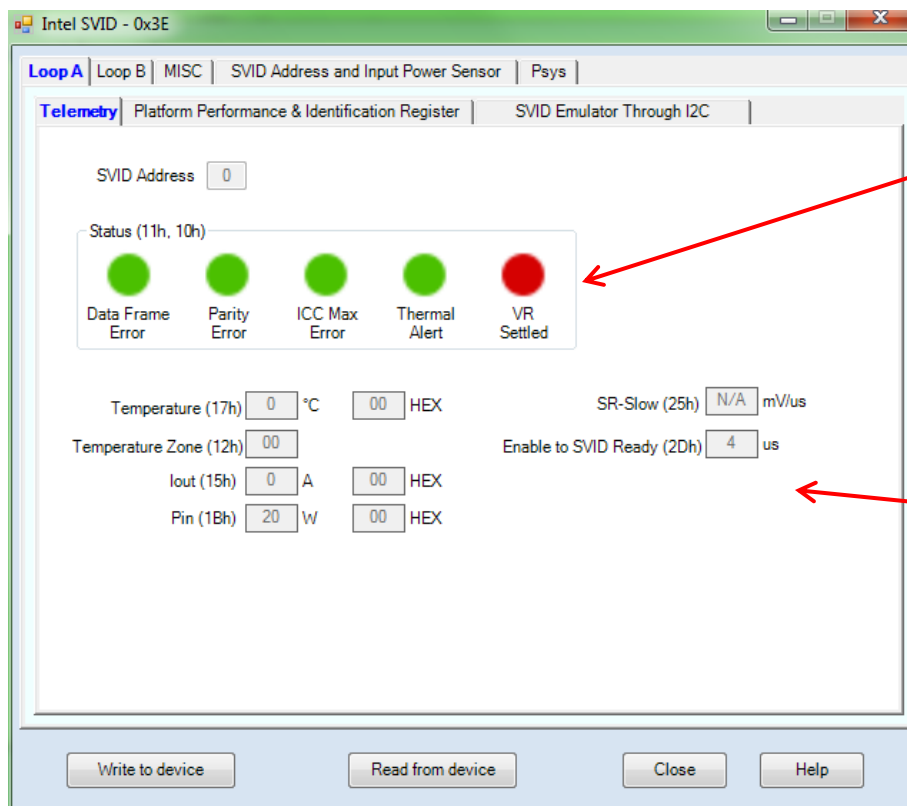 Intel SVID - 0x3E
Loop A Loop B MISC SVID Address and Input Power Sensor Psys
Telemetry Platform Performance & Identification Register SVID Emulator Through I2C
SVID Address 0
Status (11h, 10h)
Data Frame Error
Parity Error
ICC Max Error
Thermal Alert
VR Settled
Temperature (17h) 0 °C 00 HEX
Temperature Zone (12h) 00
Iout (15h) 0 A 00 HEX
Pin (1Bh) 20 W 00 HEX
SR-Slow (25h) N/A mV/us
Enable to SVID Ready (2Dh) 4 us
Write to device Read from device Close Help